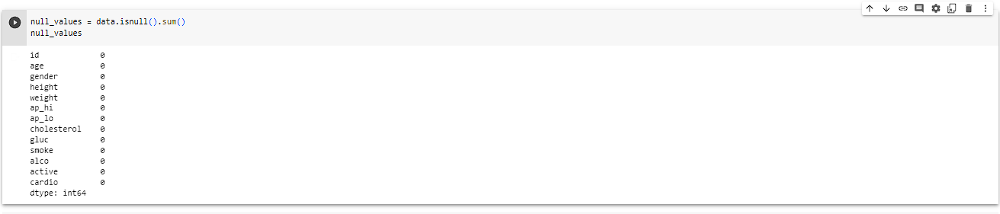 null_values = data.isnull().sum()
null_values
id 0
age 0
gender 0
height 0
weight 0
ap_hi 0
ap_lo 0
cholesterol 0
gluc 0
smoke 0
alco 0
active 0
cardio 0
dtype: int64